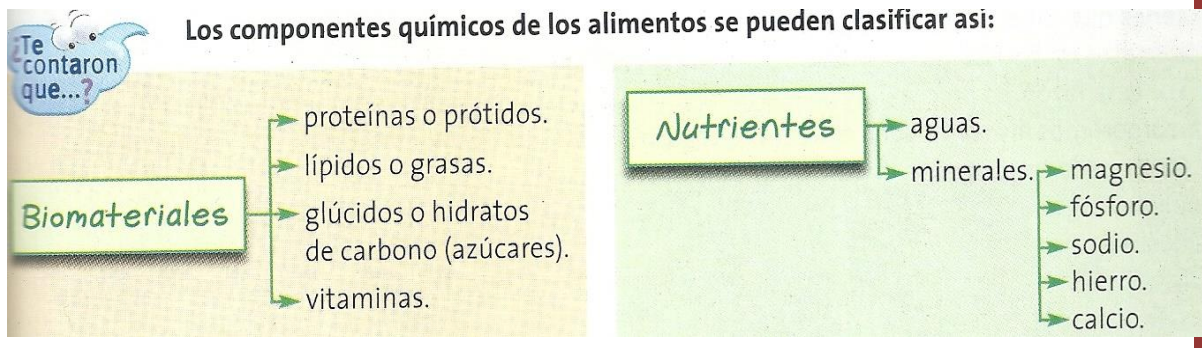 Los componentes químicos de los alimentos se pueden clasificar así:
¿Te
contaron
que...?
Biomateriales
proteínas o prótidos.
lípidos o grasas.
glúcidos o hidratos
de carbono (azúcares).
vitaminas.
Nutrientes
aguas.
minerales.
magnesio.
fósforo.
sodio.
hierro.
calcio.